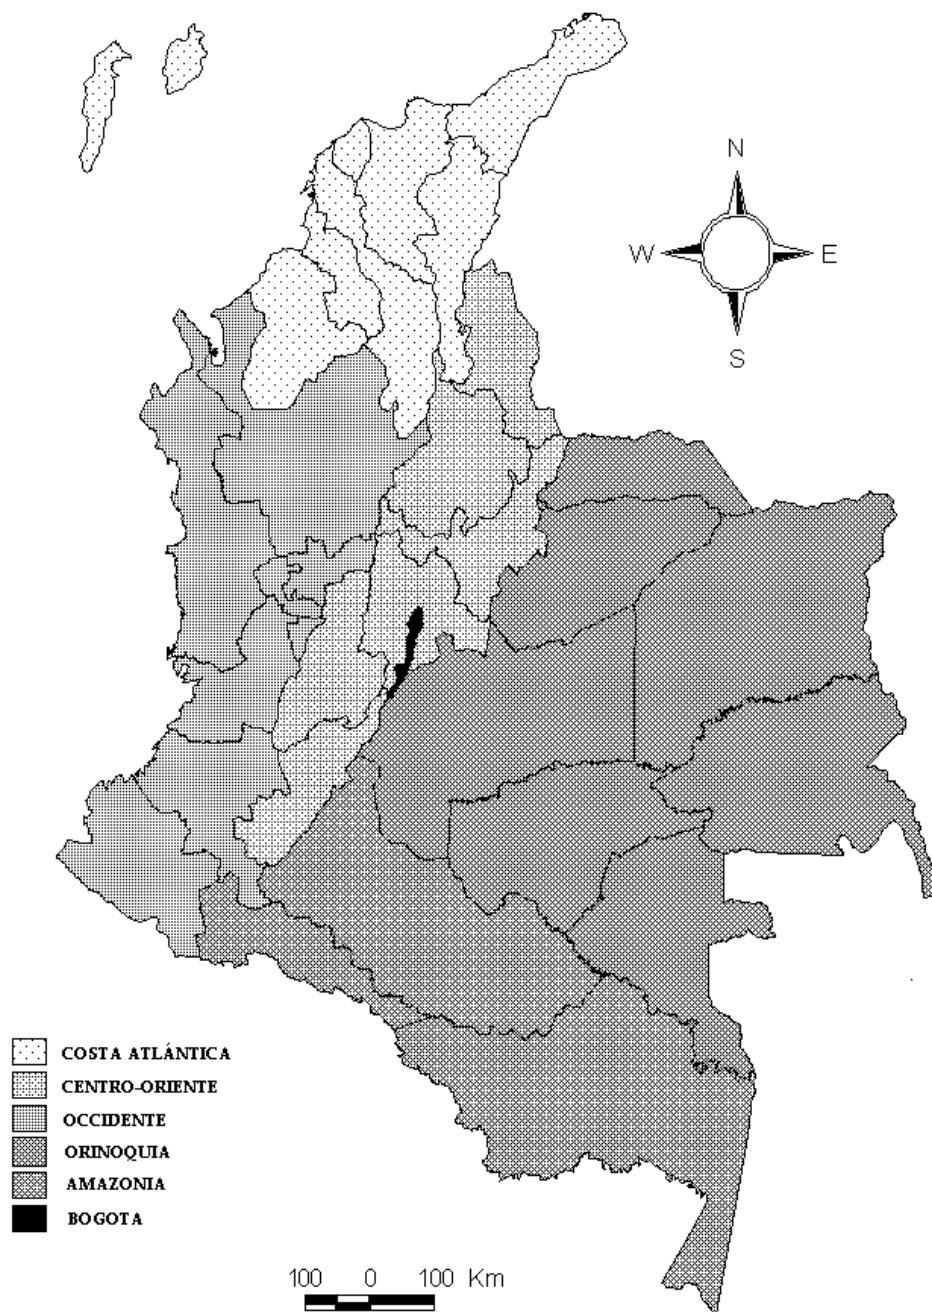 N
W E
S
COSTA ATLÁNTICA
CENTRO-ORIENTE
OCCIDENTE
ORINOQUIA
AMAZONIA
BOGOTA
100 0 100 Km